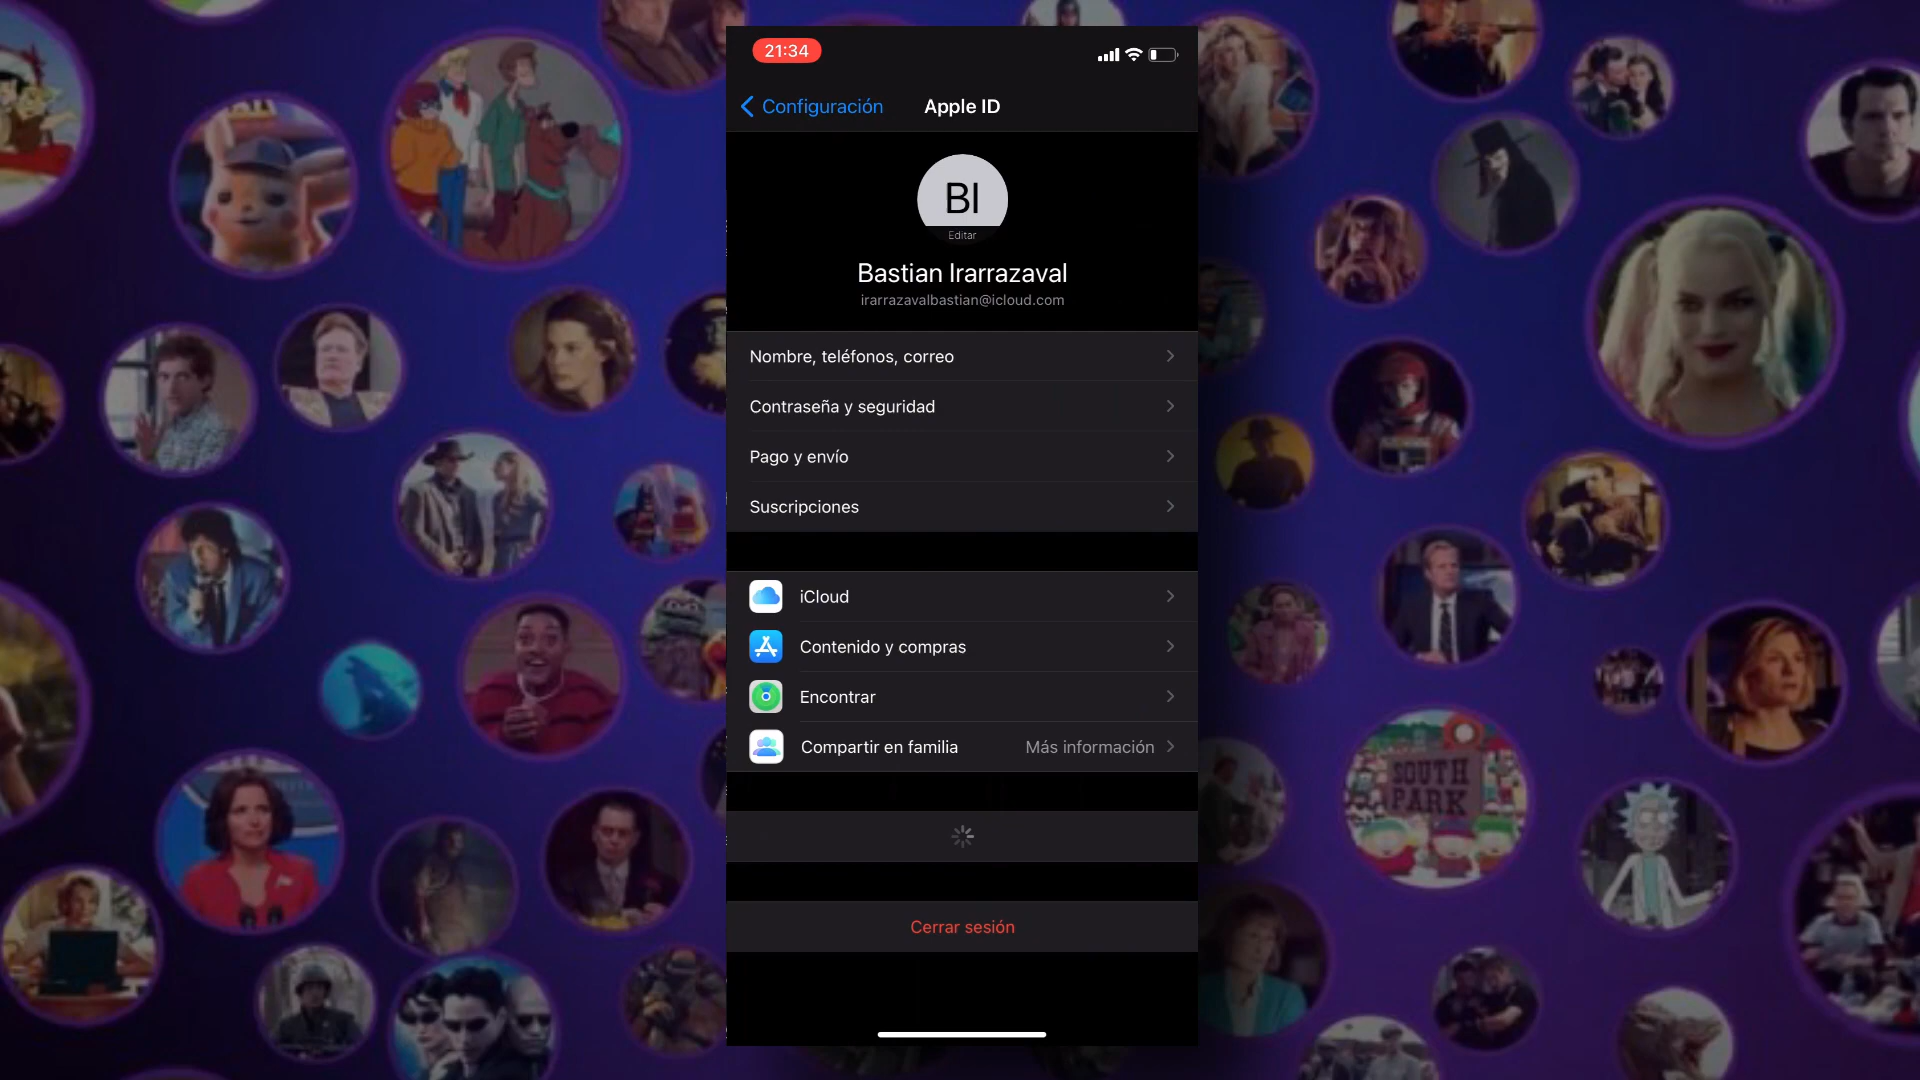 21:34
Configuración
Apple ID
BI
Editar
Bastian Irarrazaval
irarrazavalbastian@icloud.com
Nombre, teléfonos, correo
Contraseña y seguridad
Pago y envío
Suscripciones
iCloud
Contenido y compras
Encontrar
Compartir en familia Más información
Cerrar sesión
SOUTH
PARK